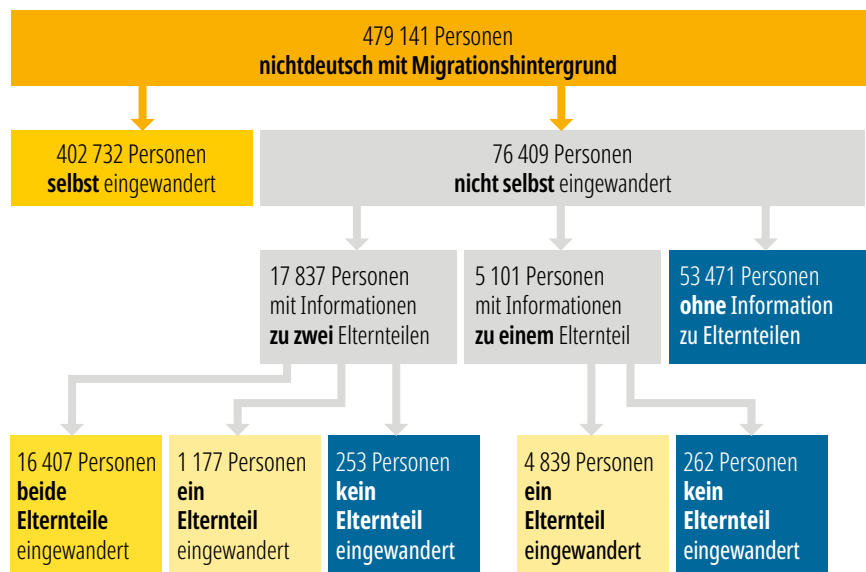 479 141 Personen
nichtdeutsch mit Migrationshintergrund
402 732 Personen
selbst eingewandert
76 409 Personen
nicht selbst eingewandert
17 837 Personen
mit Informationen
zu zwei Elternteilen
5 101 Personen
mit Informationen
zu einem Elternteil
53 471 Personen
ohne Information
zu Elternteilen
16 407 Personen
beide
Elternteile
eingewandert
1 177 Personen
ein
Elternteil
eingewandert
253 Personen
kein
Elternteil
eingewandert
4 839 Personen
ein
Elternteil
eingewandert
262 Personen
kein
Elternteil
eingewandert